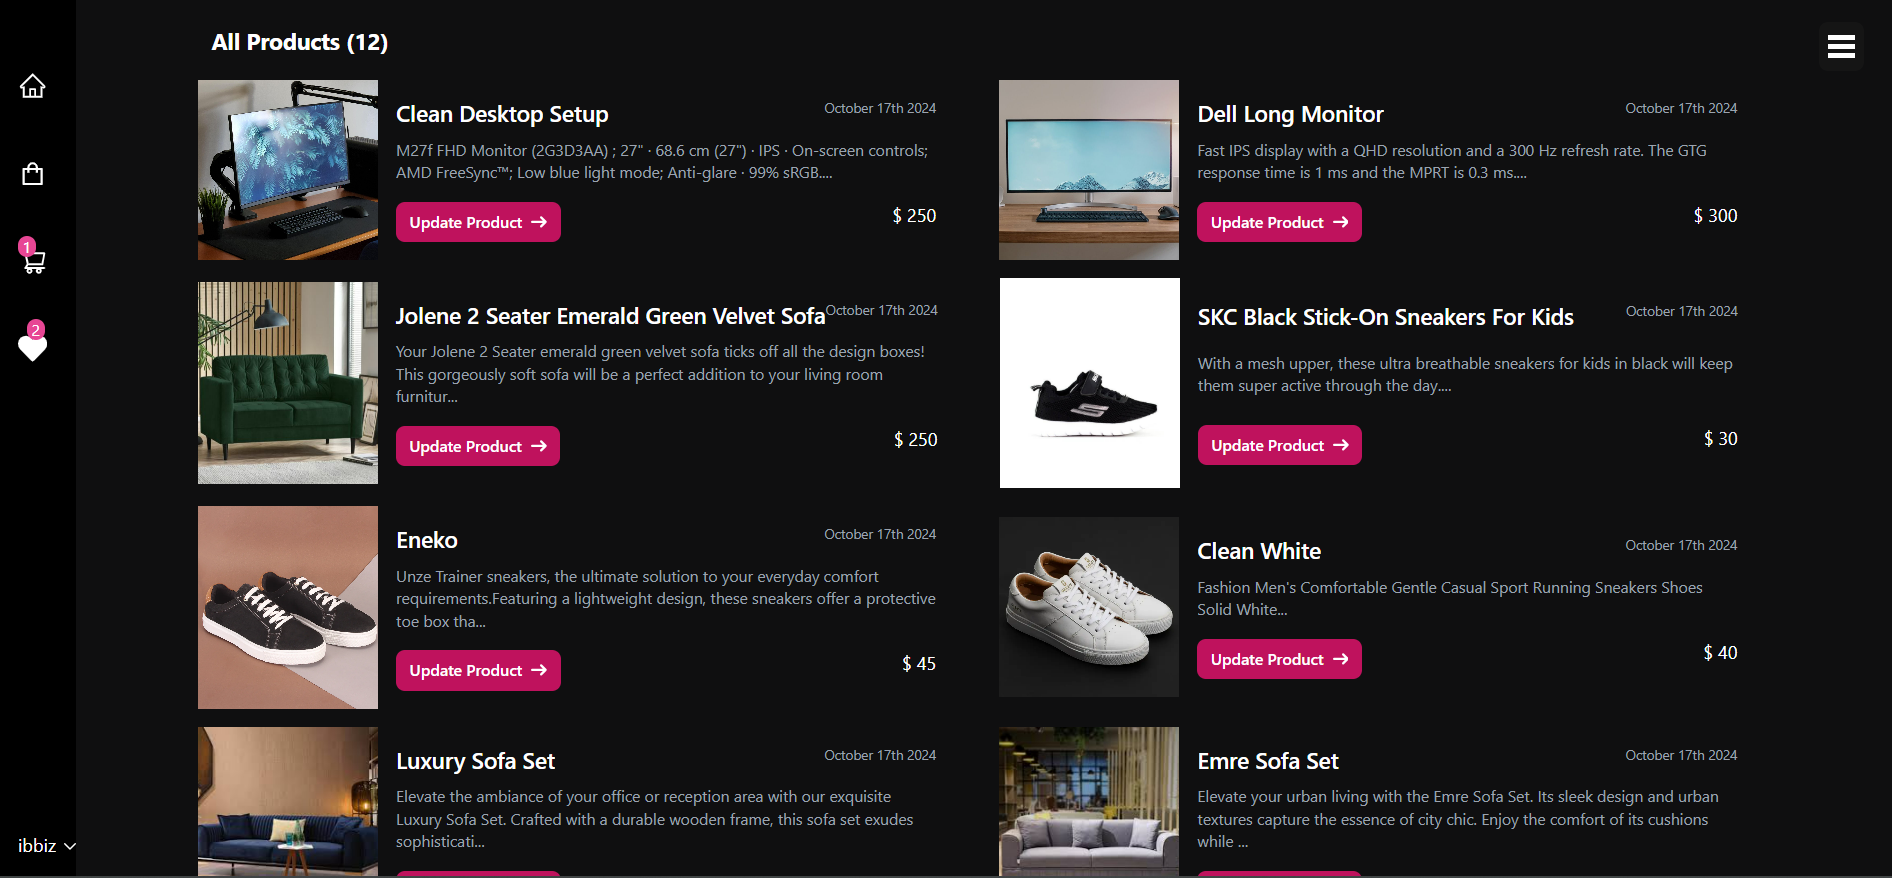 All Products (12)
Clean Desktop Setup
October 17th 2024
M27f FHD Monitor (2G3D3AA) ; 27" · 68.6 cm (27") · IPS · On-screen controls;
AMD FreeSync™; Low blue light mode; Anti-glare · 99% sRGB....
Update Product →
$ 250
Dell Long Monitor
October 17th 2024
Fast IPS display with a QHD resolution and a 300 Hz refresh rate. The GTG
response time is 1 ms and the MPRT is 0.3 ms....
Update Product →
$ 300
1
2
Jolene 2 Seater Emerald Green Velvet Sofa
October 17th 2024
Your Jolene 2 Seater emerald green velvet sofa ticks off all the design boxes!
This gorgeously soft sofa will be a perfect addition to your living room
furnitur...
Update Product →
$ 250
SKC Black Stick-On Sneakers For Kids
October 17th 2024
With a mesh upper, these ultra breathable sneakers for kids in black will keep
them super active through the day....
Update Product →
$ 30
Eneko
October 17th 2024
Unze Trainer sneakers, the ultimate solution to your everyday comfort
requirements.Featuring a lightweight design, these sneakers offer a protective
toe box tha...
Update Product →
$ 45
Clean White
October 17th 2024
Fashion Men's Comfortable Gentle Casual Sport Running Sneakers Shoes
Solid White...
Update Product →
$ 40
Luxury Sofa Set
October 17th 2024
Elevate the ambiance of your office or reception area with our exquisite
Luxury Sofa Set. Crafted with a durable wooden frame, this sofa set exudes
sophisticati...
Emre Sofa Set
October 17th 2024
Elevate your urban living with the Emre Sofa Set. Its sleek design and urban
textures capture the essence of city chic. Enjoy the comfort of its cushions
while ...
ibbiz